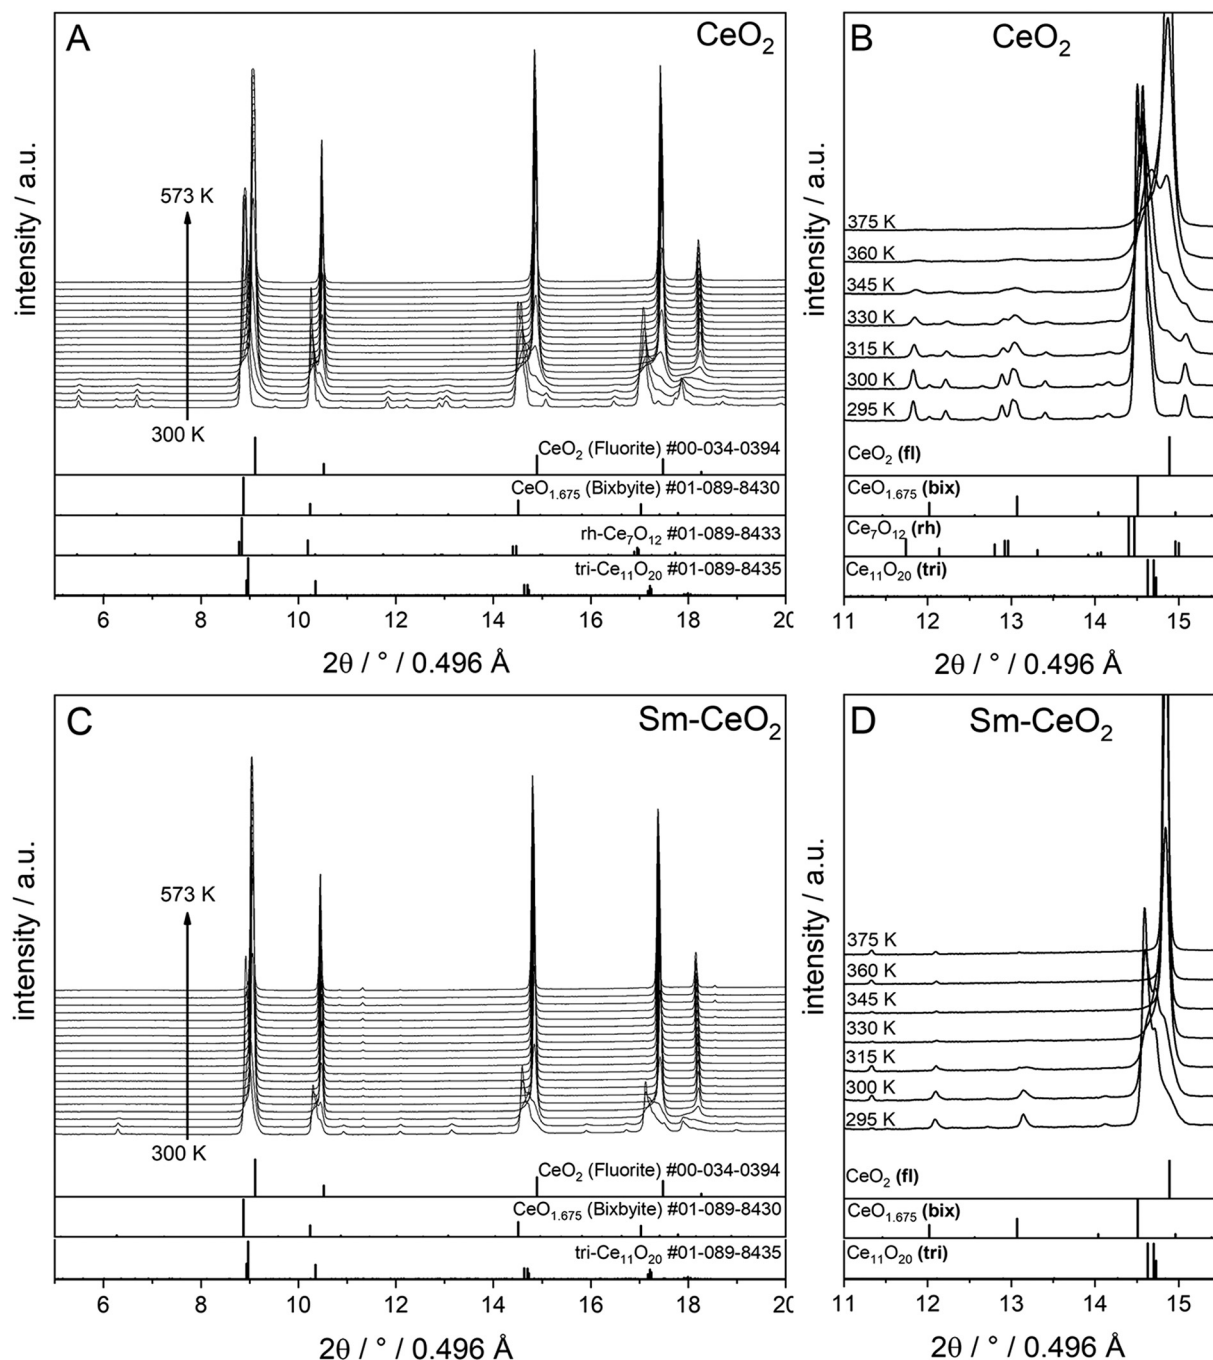 A
CeO2
intensity / a.u.
573 K
300 K
CeO2 (Fluorite) #00-034-0394
CeO1.675 (Bixbyite) #01-089-8430
rh-Ce7O12 #01-089-8433
tri-Ce11O20 #01-089-8435
6 8 10 12 14 16 18 20
2θ / ° / 0.496 Å
B
CeO2
intensity / a.u.
375 K
360 K
345 K
330 K
315 K
300 K
295 K
CeO2 (fl)
CeO1.675 (bix)
Ce7O12 (rh)
Ce11O20 (tri)
11 12 13 14 15
2θ / ° / 0.496 Å
C
Sm-CeO2
intensity / a.u.
573 K
300 K
CeO2 (Fluorite) #00-034-0394
CeO1.675 (Bixbyite) #01-089-8430
tri-Ce11O20 #01-089-8435
6 8 10 12 14 16 18 20
2θ / ° / 0.496 Å
D
Sm-CeO2
intensity / a.u.
375 K
360 K
345 K
330 K
315 K
300 K
295 K
CeO2 (fl)
CeO1.675 (bix)
Ce11O20 (tri)
11 12 13 14 15
2θ / ° / 0.496 Å